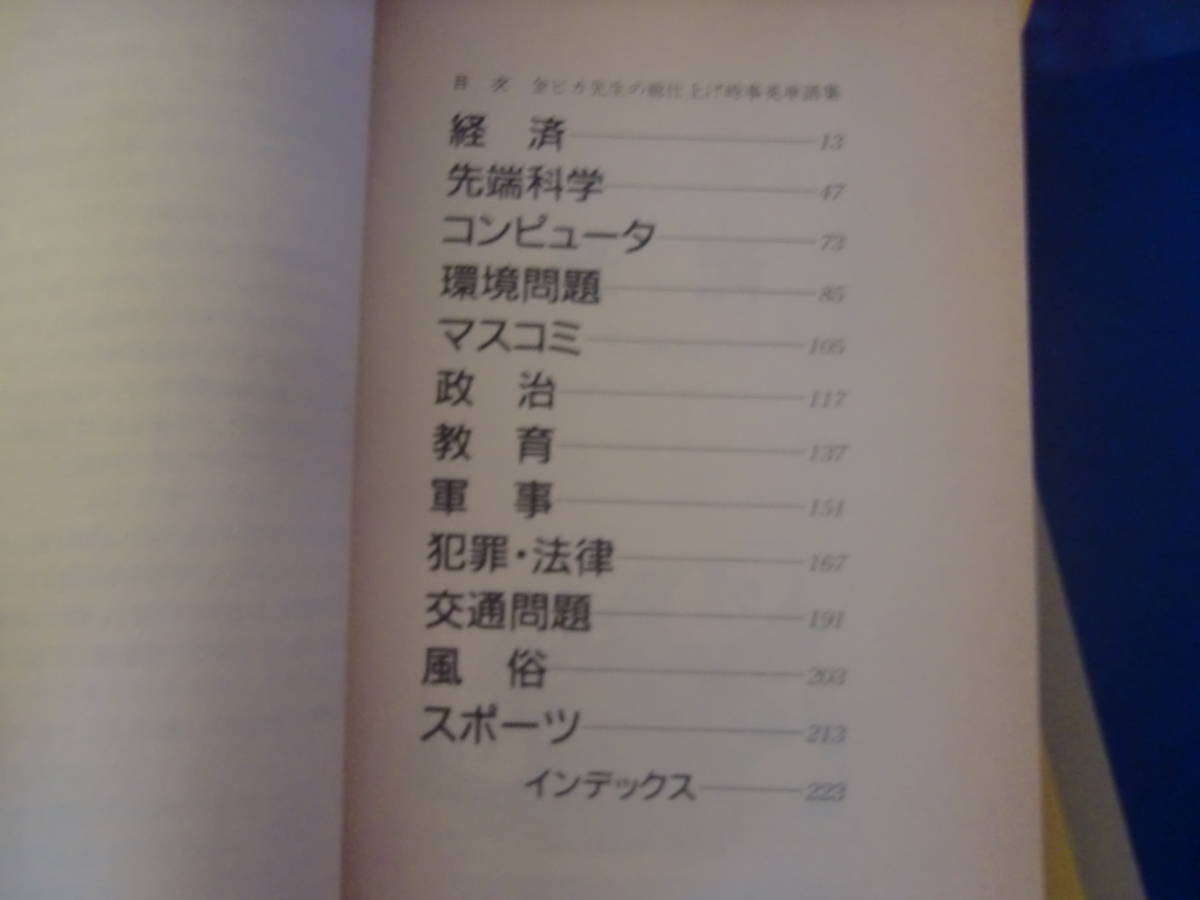 目 次 金ピカ先生の総仕上げ時事英単語集
経 済 13
先端科学 47
コンピュータ 73
環境問題 85
マスコミ 105
政 治 117
教 育 137
軍 事 151
犯罪・法律 167
交通問題 191
風 俗 203
スポーツ 213
インデックス 223